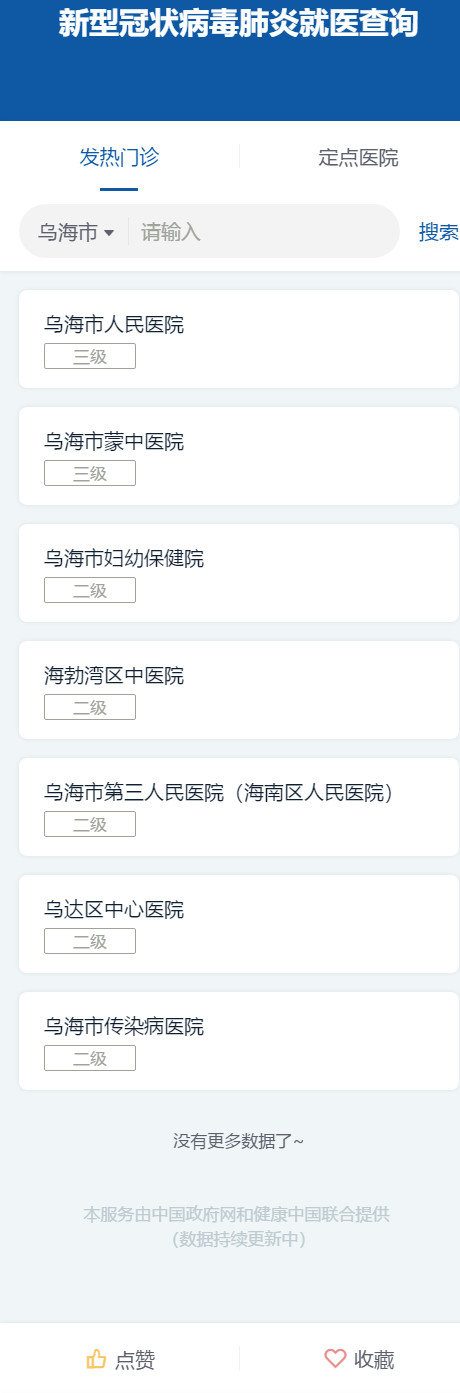 新型冠状病毒肺炎就医查询
发热门诊
定点医院
乌海市
请输入
搜索
乌海市人民医院
三级
乌海市蒙中医院
三级
乌海市妇幼保健院
二级
海勃湾区中医院
二级
乌海市第三人民医院（海南区人民医院）
二级
乌达区中心医院
二级
乌海市传染病医院
二级
没有更多数据了~
本服务由中国政府网和健康中国联合提供
（数据持续更新中）
点赞
收藏